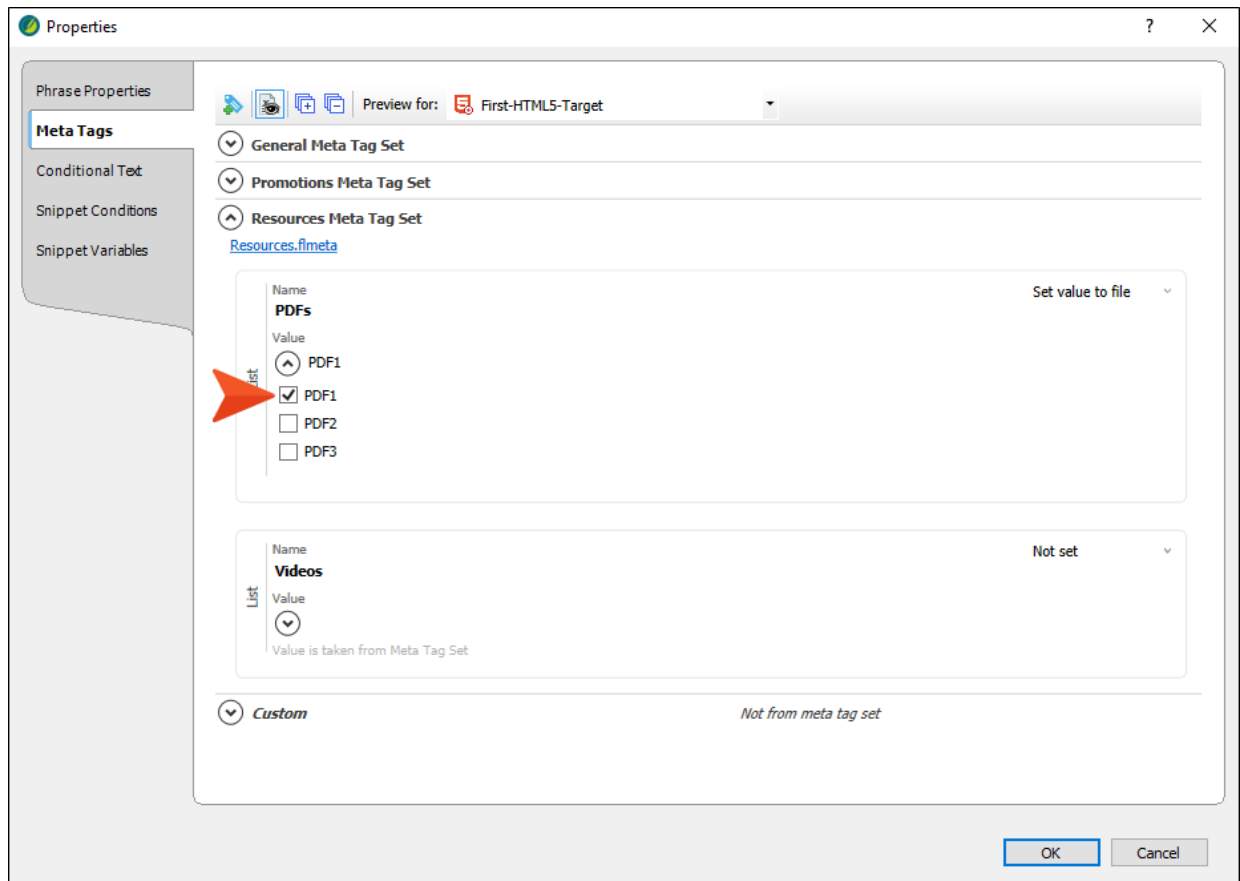 Properties
?
Phrase Properties
Meta Tags
Conditional Text
Snippet Conditions
Snippet Variables
Preview for: First-HTML5-Target
General Meta Tag Set
Promotions Meta Tag Set
Resources Meta Tag Set
Resources.flmeta
Name
Set value to file
PDFs
Value
PDF1
List
PDF1
PDF2
PDF3
Name
Not set
Videos
List
Value
Value is taken from Meta Tag Set
Custom Not from meta tag set
OK Cancel